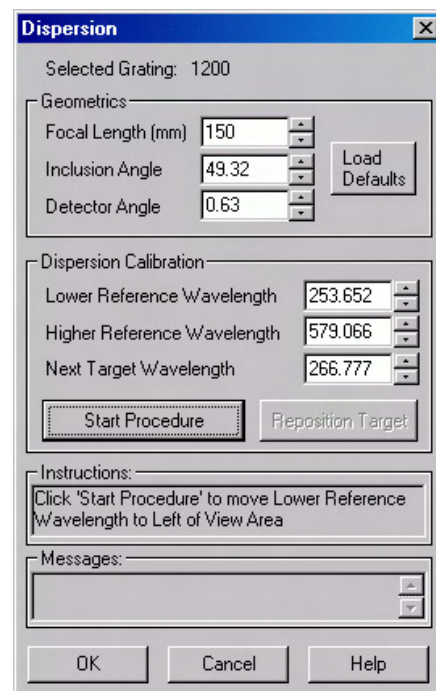 Dispersion
Selected Grating: 1200
Geometrics
Focal Length (mm) 150
Inclusion Angle 49.32
Detector Angle 0.63
Load
Defaults
Dispersion Calibration
Lower Reference Wavelength 253.652
Higher Reference Wavelength 579.066
Next Target Wavelength 266.777
Start Procedure Reposition Target
Instructions:
Click 'Start Procedure' to move Lower Reference
Wavelength to Left of View Area
Messages:
OK Cancel Help